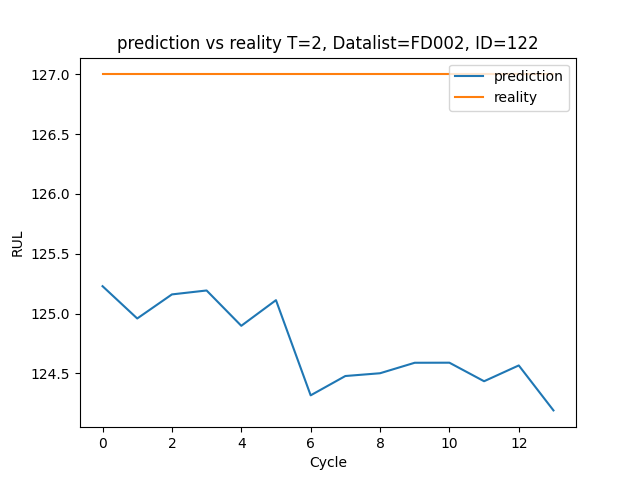 prediction vs reality T=2, Datalist=FD002, ID=122
127.0
126.5
126.0
125.5
125.0
124.5
RUL
prediction
reality
0 2 4 6 8 10 12
Cycle